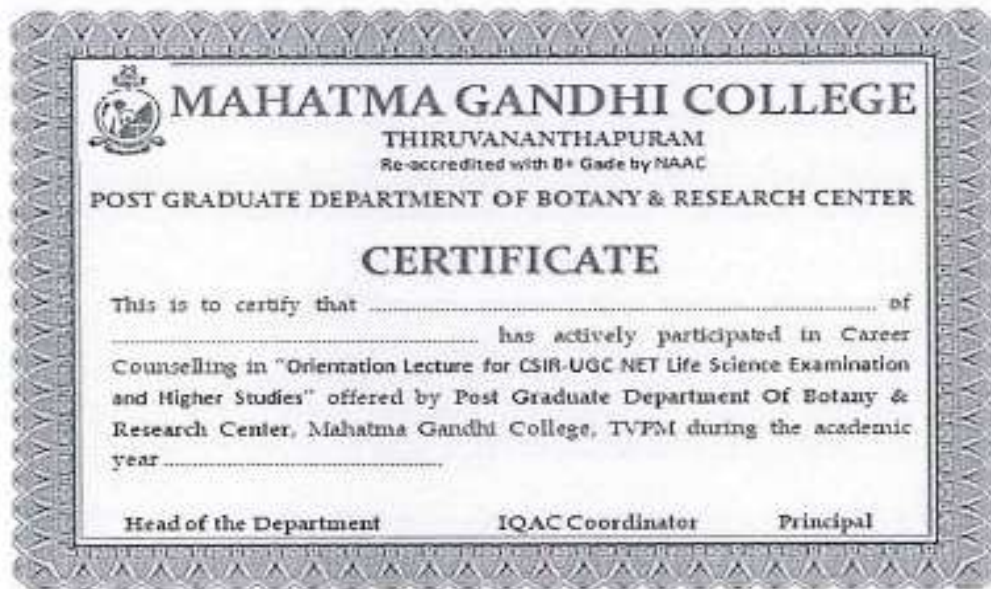 MAHATMA GANDHI COLLEGE
THIRUVANANTHAPURAM
Re-accredited with B+ Gade by NAAC
POST GRADUATE DEPARTMENT OF BOTANY & RESEARCH CENTER
CERTIFICATE
This is to certify that ........................................ of
........................................ has actively participated in Career
Counselling in "Orientation Lecture for CSIR-UGC NET Life Science Examination
and Higher Studies" offered by Post Graduate Department Of Botany &
Research Center, Mahatma Gandhi College, TVPM during the academic
year ........................................
Head of the Department IQAC Coordinator Principal